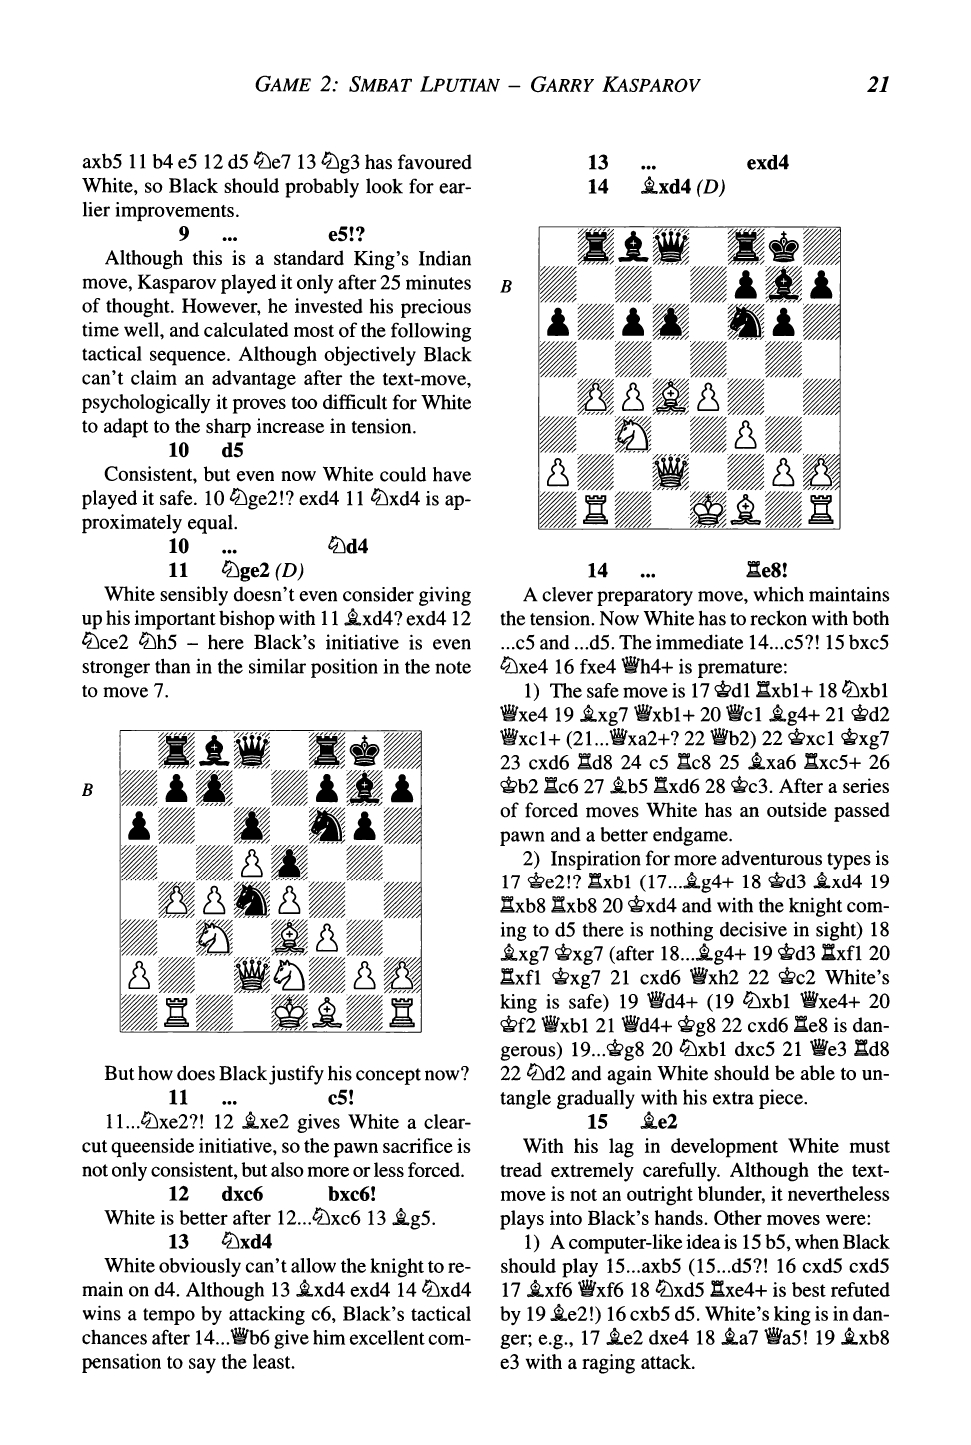 GAME 2: SMBAT LPUTIAN – GARRY KASPAROV 21
axb5 11 b4 e5 12 d5 ♘e7 13 ♘g3 has favoured
White, so Black should probably look for ear-
lier improvements.
9 ... e5!?
Although this is a standard King's Indian
move, Kasparov played it only after 25 minutes
of thought. However, he invested his precious
time well, and calculated most of the following
tactical sequence. Although objectively Black
can't claim an advantage after the text-move,
psychologically it proves too difficult for White
to adapt to the sharp increase in tension.
10 d5
Consistent, but even now White could have
played it safe. 10 ♘ge2!? exd4 11 ♘xd4 is ap-
proximately equal.
10 ... ♘d4
11 ♘ge2 (D)
White sensibly doesn't even consider giving
up his important bishop with 11 ♗xd4? exd4 12
♘ce2 ♘h5 – here Black's initiative is even
stronger than in the similar position in the note
to move 7.
B
But how does Black justify his concept now?
11 ... c5!
11...♘xe2?! 12 ♗xe2 gives White a clear-
cut queenside initiative, so the pawn sacrifice is
not only consistent, but also more or less forced.
12 dxc6 bxc6!
White is better after 12...♘xc6 13 ♗g5.
13 ♘xd4
White obviously can't allow the knight to re-
main on d4. Although 13 ♗xd4 exd4 14 ♘xd4
wins a tempo by attacking c6, Black's tactical
chances after 14...♕b6 give him excellent com-
pensation to say the least.
13 ... exd4
14 ♗xd4 (D)
B
14 ... ♖e8!
A clever preparatory move, which maintains
the tension. Now White has to reckon with both
...c5 and ...d5. The immediate 14...c5?! 15 bxc5
♘xe4 16 fxe4 ♕h4+ is premature:
1) The safe move is 17 ♔d1 ♖xb1+ 18 ♘xb1
♕xe4 19 ♗xg7 ♕xb1+ 20 ♕c1 ♗g4+ 21 ♔d2
♕xc1+ (21...♕xa2+? 22 ♕b2) 22 ♔xc1 ♔xg7
23 cxd6 ♖d8 24 c5 ♖c8 25 ♗xa6 ♖xc5+ 26
♔b2 ♖c6 27 ♗b5 ♖xd6 28 ♔c3. After a series
of forced moves White has an outside passed
pawn and a better endgame.
2) Inspiration for more adventurous types is
17 ♔e2!? ♖xb1 (17...♗g4+ 18 ♔d3 ♗xd4 19
♖xb8 ♖xb8 20 ♔xd4 and with the knight com-
ing to d5 there is nothing decisive in sight) 18
♗xg7 ♔xg7 (after 18...♗g4+ 19 ♔d3 ♖xf1 20
♖xf1 ♔xg7 21 cxd6 ♕xh2 22 ♔c2 White's
king is safe) 19 ♕d4+ (19 ♘xb1 ♕xe4+ 20
♔f2 ♕xb1 21 ♕d4+ ♔g8 22 cxd6 ♖e8 is dan-
gerous) 19...♔g8 20 ♘xb1 dxc5 21 ♕e3 ♖d8
22 ♘d2 and again White should be able to un-
tangle gradually with his extra piece.
15 ♗e2
With his lag in development White must
tread extremely carefully. Although the text-
move is not an outright blunder, it nevertheless
plays into Black's hands. Other moves were:
1) A computer-like idea is 15 b5, when Black
should play 15...axb5 (15...d5?! 16 cxd5 cxd5
17 ♗xf6 ♕xf6 18 ♘xd5 ♖xe4+ is best refuted
by 19 ♗e2!) 16 cxb5 d5. White's king is in dan-
ger; e.g., 17 ♗e2 dxe4 18 ♗a7 ♕a5! 19 ♗xb8
e3 with a raging attack.